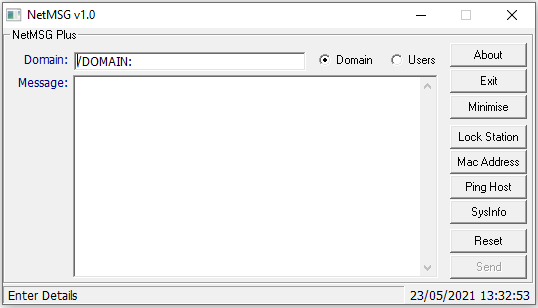 NetMSG v1.0
NetMSG Plus
Domain: /DOMAIN: Domain Users
Message:
About
Exit
Minimise
Lock Station
Mac Address
Ping Host
SysInfo
Reset
Send
Enter Details 23/05/2021 13:32:53